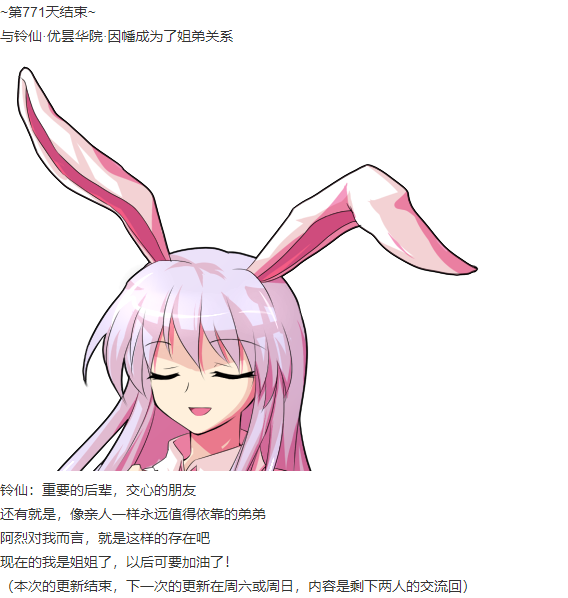 ~第771天结束~
与铃仙·优昙华院·因幡成为了姐弟关系
铃仙：重要的后辈，交心的朋友
还有就是，像亲人一样永远值得依靠的弟弟
阿烈对我而言，就是这样的存在吧
现在的我是姐姐了，以后可要加油了！
（本次的更新结束，下一次的更新在周六或周日，内容是剩下两人的交流回）